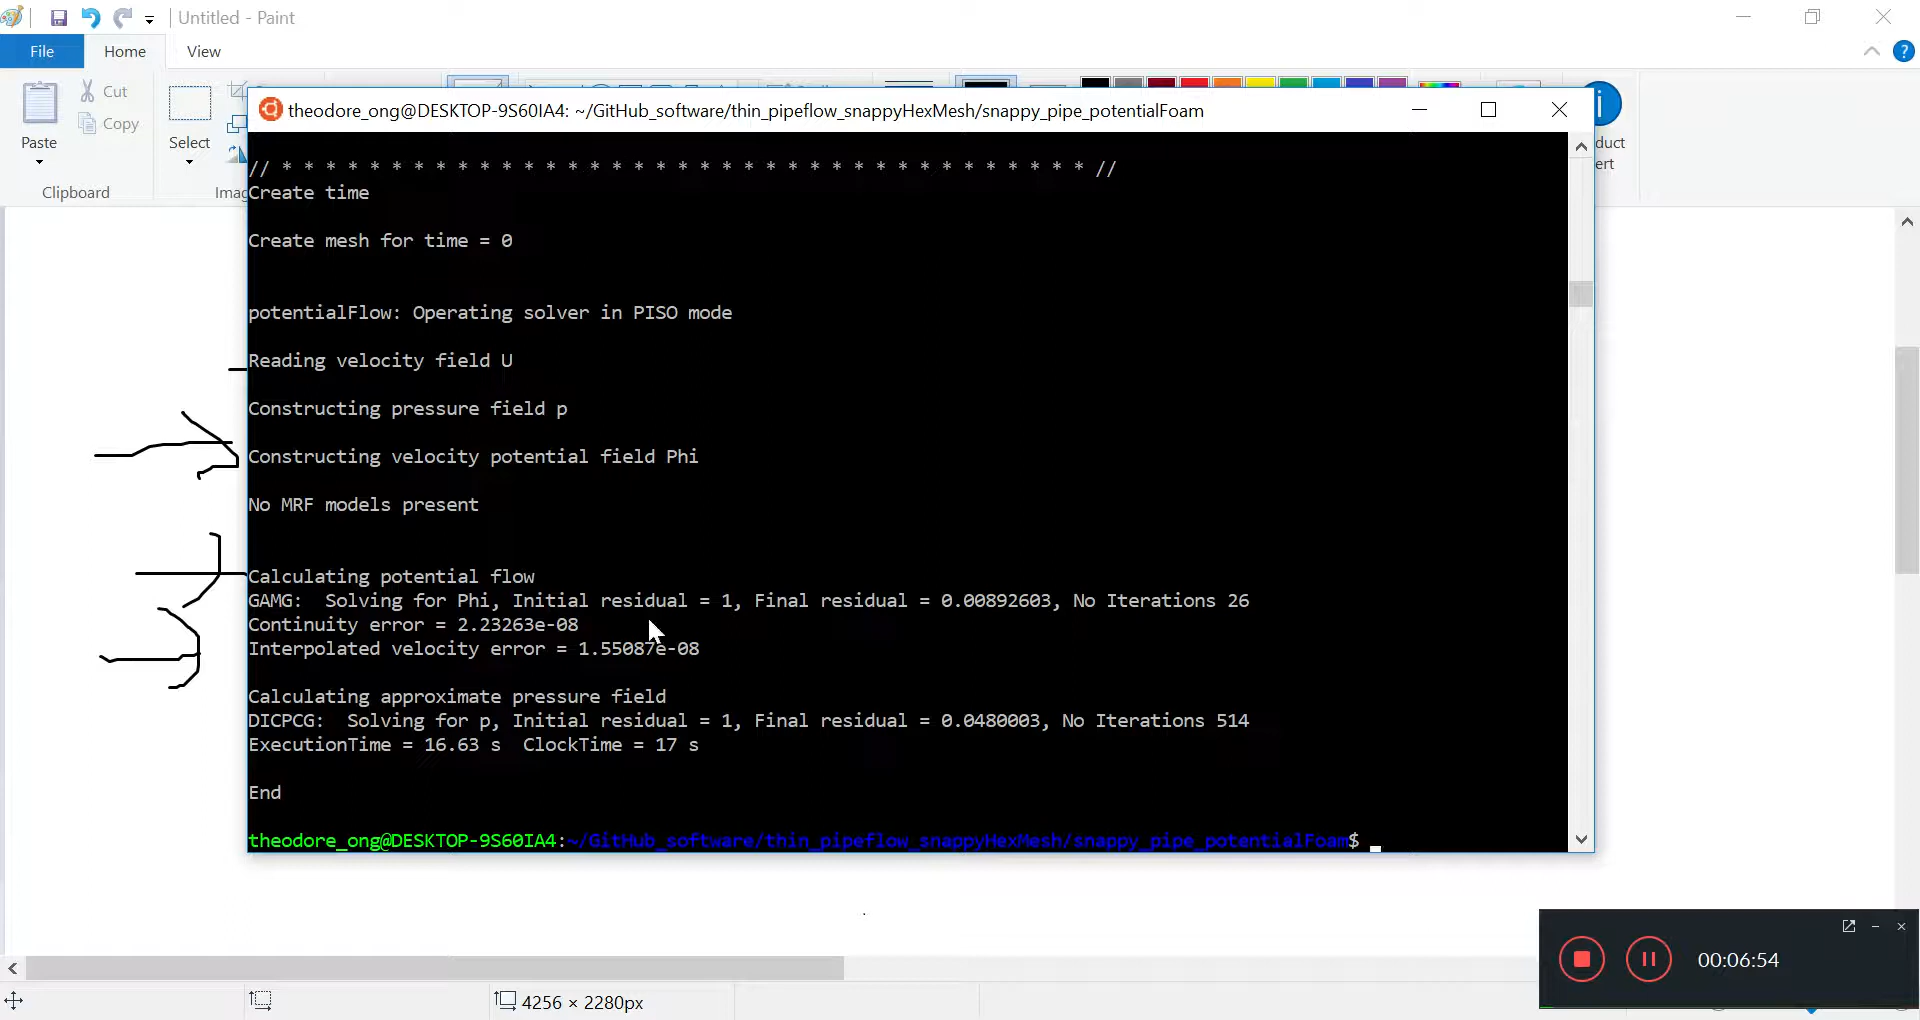 Untitled - Paint
File
Home
View
Cut
Copy
Paste
Select
Clipboard
theodore_ong@DESKTOP-9S60IA4: ~/GitHub_software/thin_pipeflow_snappyHexMesh/snappy_pipe_potentialFoam
// * * * * * * * * * * * * * * * * * * * * * * * * * * * * * * * * * * * * * //
Create time
Create mesh for time = 0
potentialFlow: Operating solver in PISO mode
Reading velocity field U
Constructing pressure field p
Constructing velocity potential field Phi
No MRF models present
Calculating potential flow
GAMG:  Solving for Phi, Initial residual = 1, Final residual = 0.00892603, No Iterations 26
Continuity error = 2.23263e-08
Interpolated velocity error = 1.55087e-08
Calculating approximate pressure field
DICPCG:  Solving for p, Initial residual = 1, Final residual = 0.0480003, No Iterations 514
ExecutionTime = 16.63 s  ClockTime = 17 s
End
theodore_ong@DESKTOP-9S60IA4:~/GitHub_software/thin_pipeflow_snappyHexMesh/snappy_pipe_potentialFoam$
00:06:54
4256 × 2280px